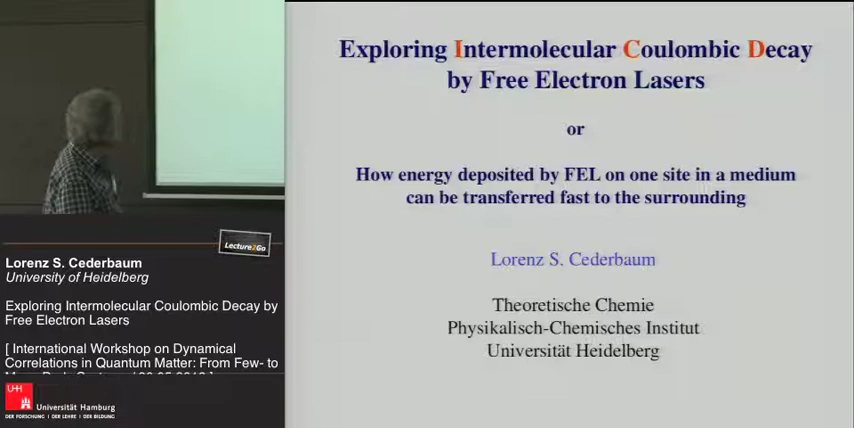 Exploring Intermolecular Coulombic Decay
by Free Electron Lasers
or
How energy deposited by FEL on one site in a medium
can be transferred fast to the surrounding
Lorenz S. Cederbaum
Theoretische Chemie
Physikalisch-Chemisches Institut
Universität Heidelberg
Lecture2Go
Lorenz S. Cederbaum
University of Heidelberg
Exploring Intermolecular Coulombic Decay by
Free Electron Lasers
[ International Workshop on Dynamical
Correlations in Quantum Matter: From Few- to
UH
Universität Hamburg
DER FORSCHUNG | DER LEHRE | DER BILDUNG